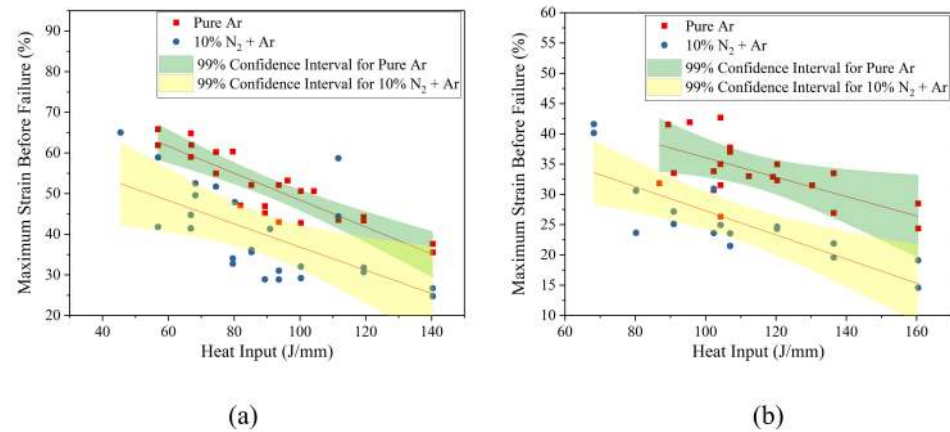 Pure Ar
10% N₂ + Ar
99% Confidence Interval for Pure Ar
99% Confidence Interval for 10% N₂ + Ar
Maximum Strain Before Failure (%)
90
80
70
60
50
40
30
20
40
60
80
100
120
140
Heat Input (J/mm)
(a)
Pure Ar
10% N₂ + Ar
99% Confidence Interval for Pure Ar
99% Confidence Interval for 10% N₂ + Ar
Maximum Strain Before Failure (%)
60
55
50
45
40
35
30
25
20
15
10
60
80
100
120
140
160
Heat Input (J/mm)
(b)